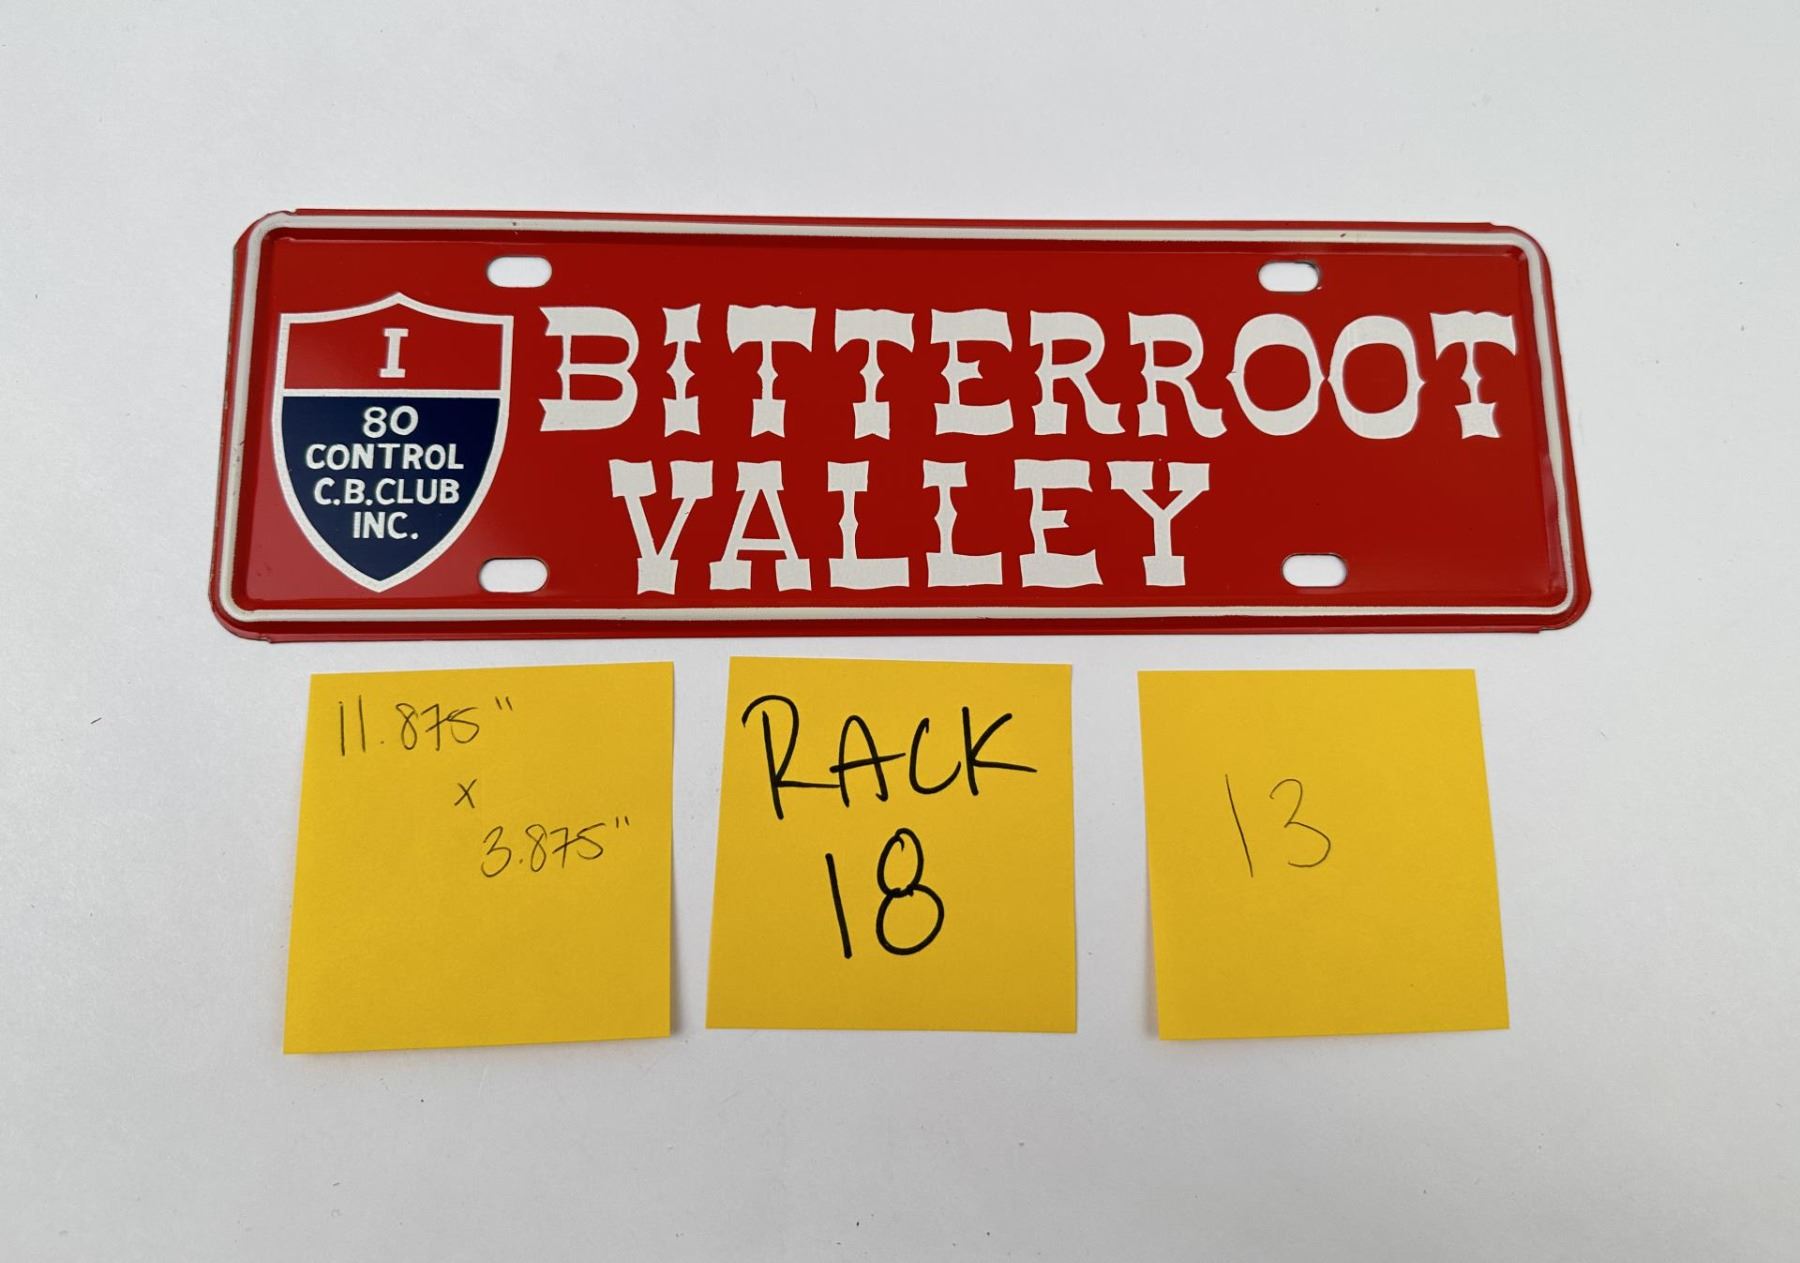 I
80
CONTROL
C.B.CLUB
INC.
BITTERROOT
VALLEY
11.875"
x
3.875"
RACK
18
13